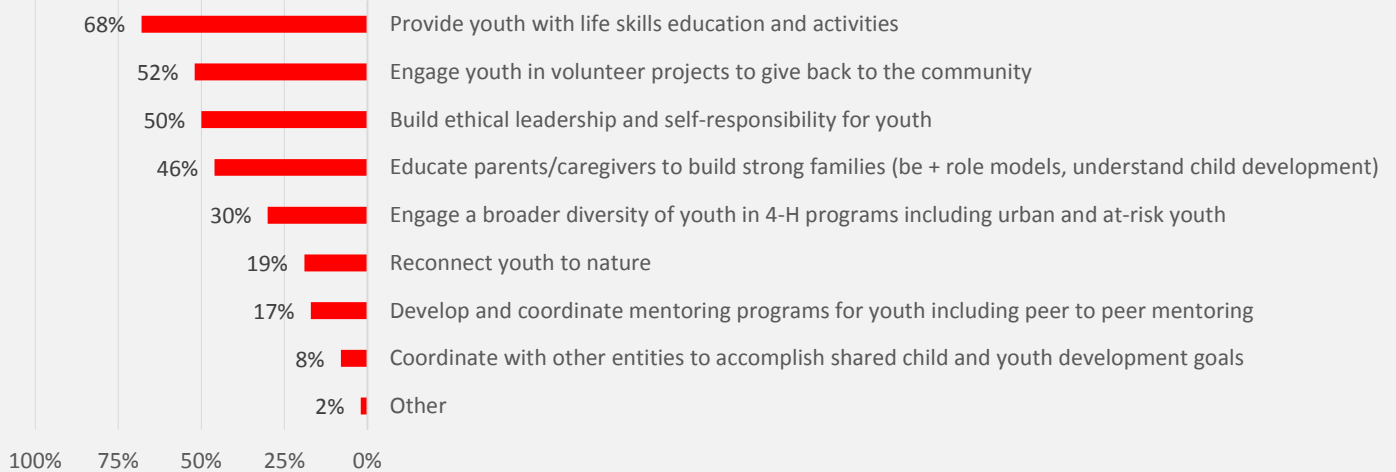 68% Provide youth with life skills education and activities
52% Engage youth in volunteer projects to give back to the community
50% Build ethical leadership and self-responsibility for youth
46% Educate parents/caregivers to build strong families (be + role models, understand child development)
30% Engage a broader diversity of youth in 4-H programs including urban and at-risk youth
19% Reconnect youth to nature
17% Develop and coordinate mentoring programs for youth including peer to peer mentoring
8% Coordinate with other entities to accomplish shared child and youth development goals
2% Other
100% 75% 50% 25% 0%